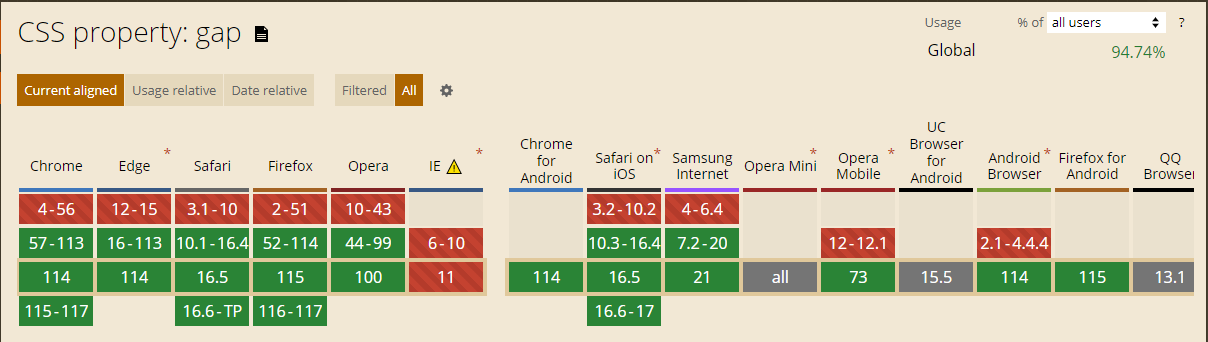 CSS property: gap
Usage % of all users ?
Global 94.74%
Current aligned Usage relative Date relative Filtered All
Chrome Edge * Safari Firefox Opera IE * Chrome for Android Safari on iOS * Samsung Internet Opera Mini * Opera Mobile * UC Browser for Android Android Browser * Firefox for Android QQ Browser
4-56 12-15 3.1-10 2-51 10-43 3.2-10.2 4-6.4
57-113 16-113 10.1-16.4 52-114 44-99 6-10 10.3-16.4 7.2-20 12-12.1 2.1-4.4.4
114 114 16.5 115 100 11 114 16.5 21 all 73 15.5 114 115 13.1
115-117 16.6-TP 116-117 16.6-17